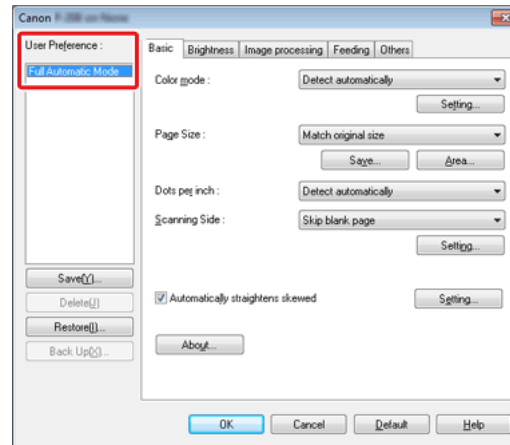 Canon
User Preference :
Full Automatic Mode
Save(Y)...
Delete(J)
Restore(I)...
Back Up(X)...
Basic Brightness Image processing Feeding Others
Color mode : Detect automatically
Setting...
Page Size : Match original size
Save... Area...
Dots per inch : Detect automatically
Scanning Side : Skip blank page
Setting...
Automatically straightens skewed Setting...
About...
OK Cancel Default Help